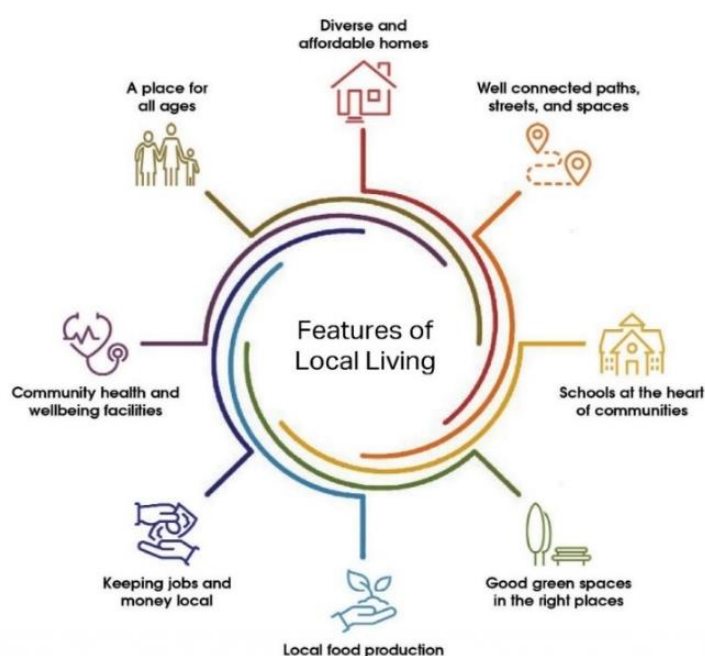 Diverse and
affordable homes
A place for
all ages
Well connected paths,
streets, and spaces
Features of
Local Living
Community health and
wellbeing facilities
Schools at the heart
of communities
Keeping jobs and
money local
Good green spaces
in the right places
Local food production